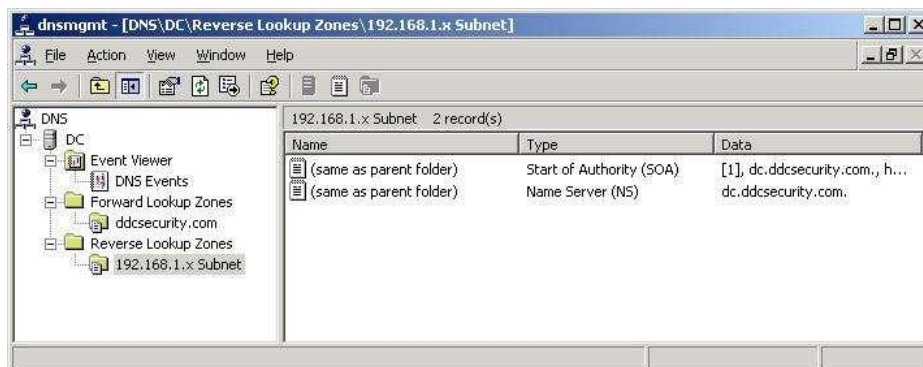 dnsmgmt - [DNS\DC\Reverse Lookup Zones\192.168.1.x Subnet]
File Action View Window Help
DNS
DC
Event Viewer
DNS Events
Forward Lookup Zones
ddcsecurity.com
Reverse Lookup Zones
192.168.1.x Subnet
192.168.1.x Subnet 2 record(s)
Name Type Data
(same as parent folder) Start of Authority (SOA) [1], dc.ddcsecurity.com., h...
(same as parent folder) Name Server (NS) dc.ddcsecurity.com.